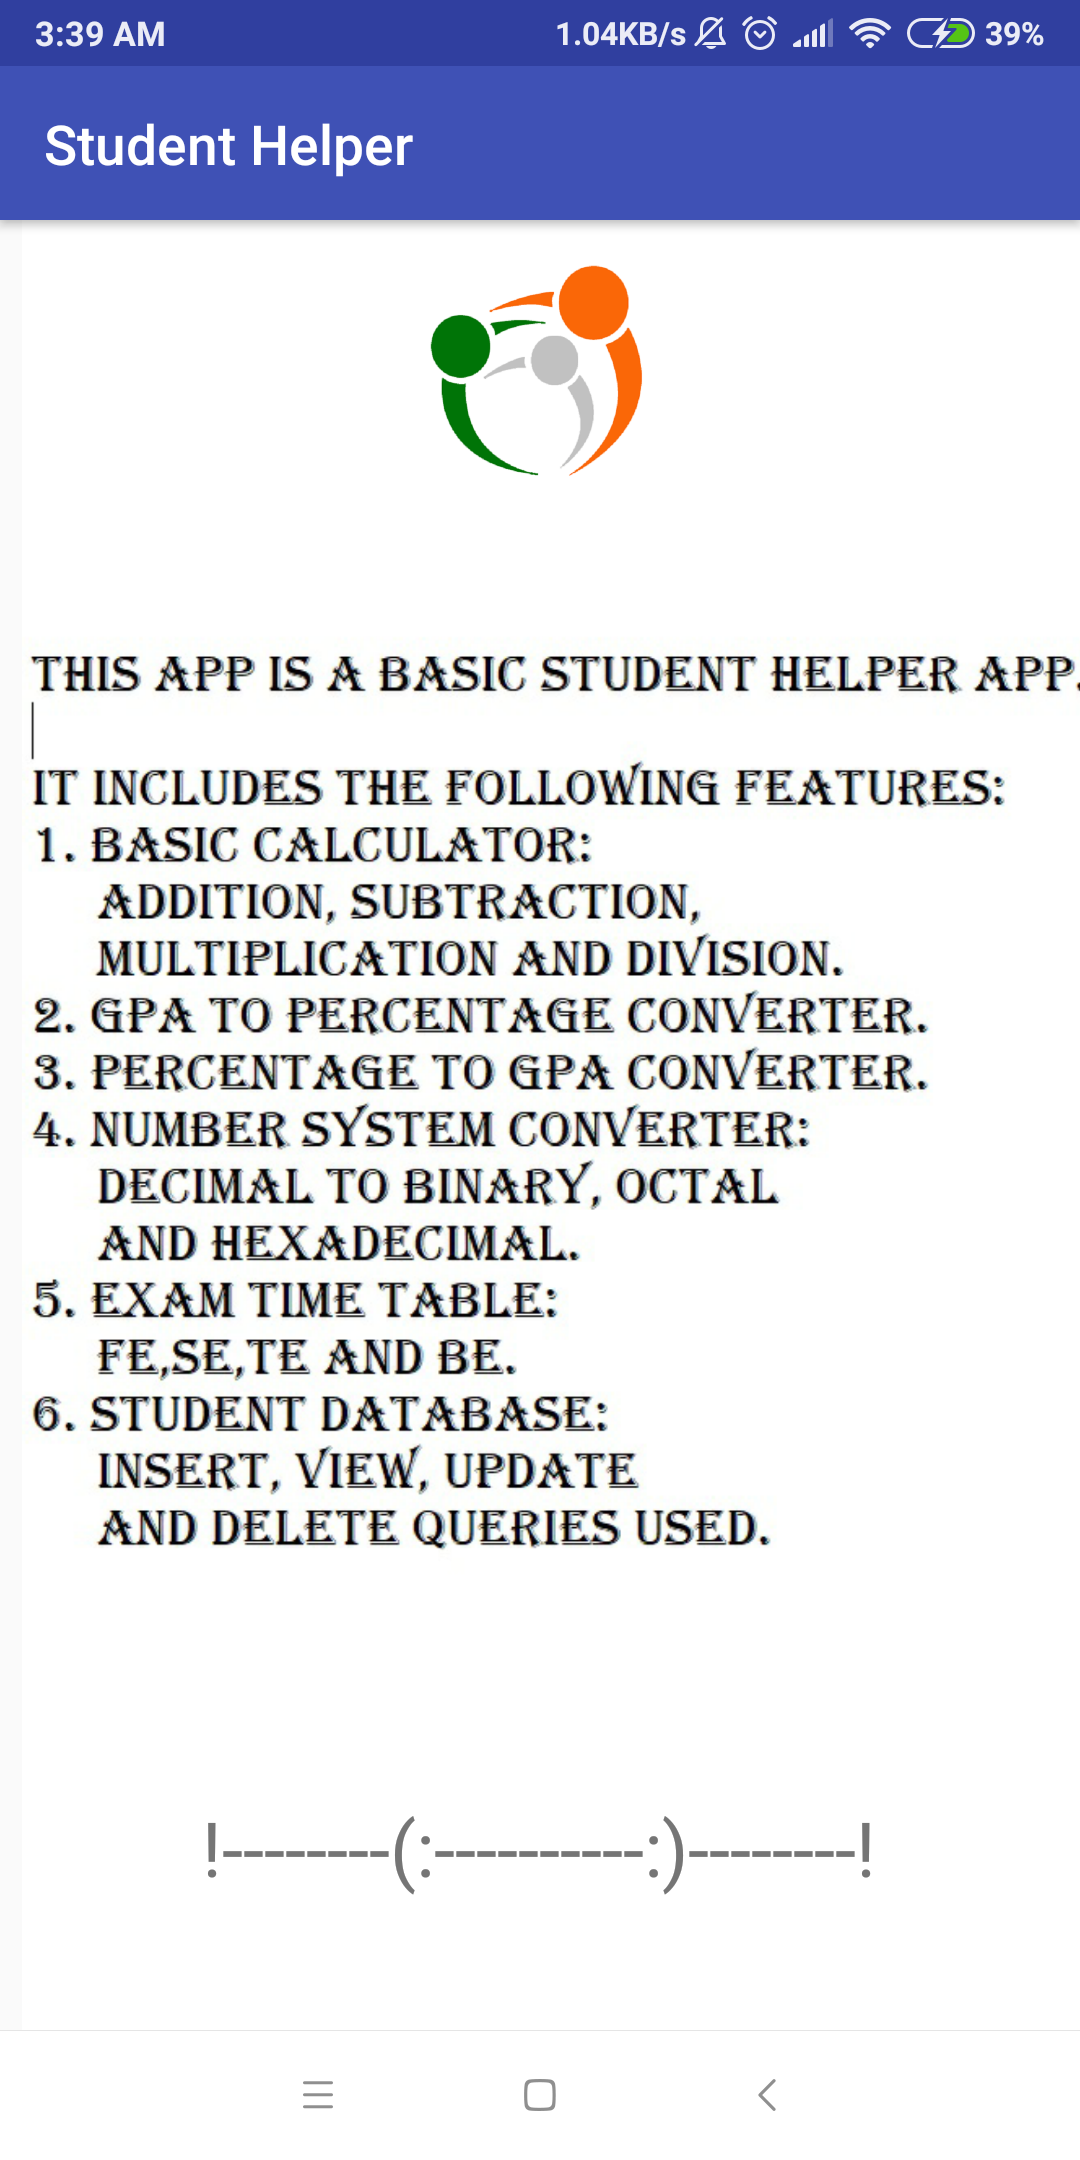 3:39 AM 1.04KB/s 39%
Student Helper
THIS APP IS A BASIC STUDENT HELPER APP.
IT INCLUDES THE FOLLOWING FEATURES:
1. BASIC CALCULATOR:
ADDITION, SUBTRACTION,
MULTIPLICATION AND DIVISION.
2. GPA TO PERCENTAGE CONVERTER.
3. PERCENTAGE TO GPA CONVERTER.
4. NUMBER SYSTEM CONVERTER:
DECIMAL TO BINARY, OCTAL
AND HEXADECIMAL.
5. EXAM TIME TABLE:
FE,SE,TE AND BE.
6. STUDENT DATABASE:
INSERT, VIEW, UPDATE
AND DELETE QUERIES USED.
!--------(:----------:)--------!